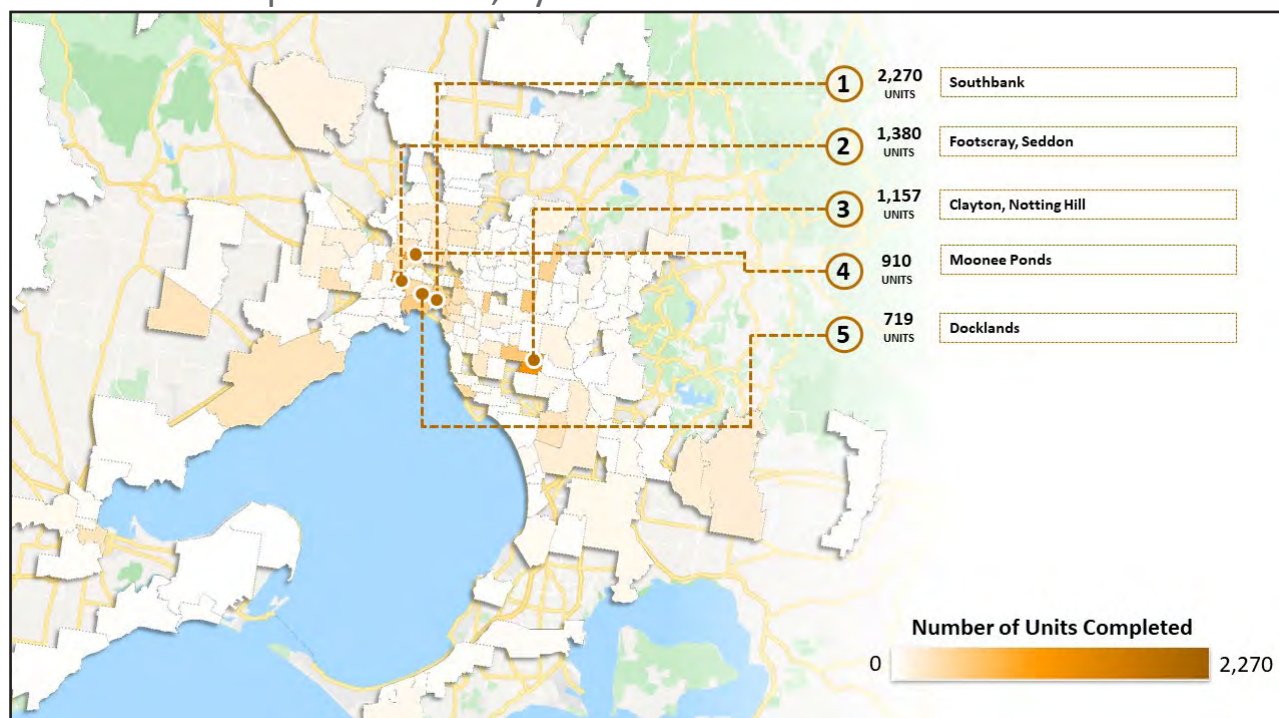 1 2,270 UNITS Southbank
2 1,380 UNITS Footscray, Seddon
3 1,157 UNITS Clayton, Notting Hill
4 910 UNITS Moonee Ponds
5 719 UNITS Docklands
Number of Units Completed
0 2,270